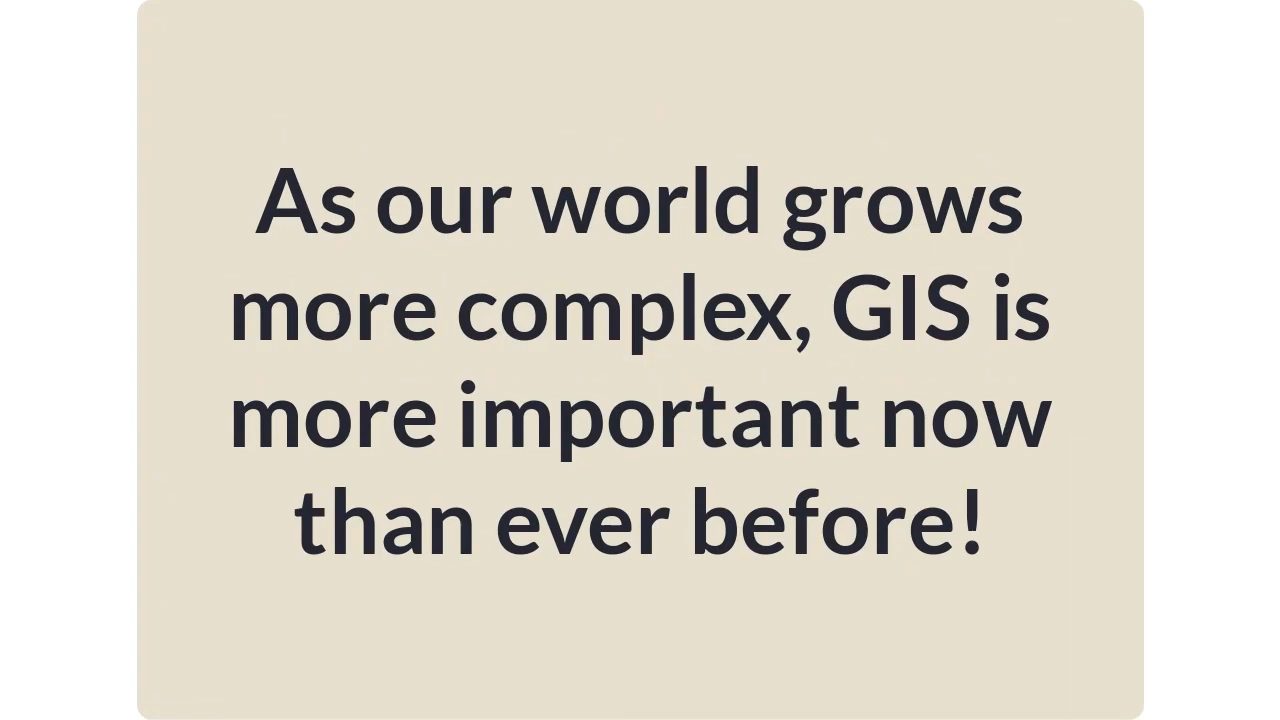 As our world grows
more complex, GIS is
more important now
than ever before!